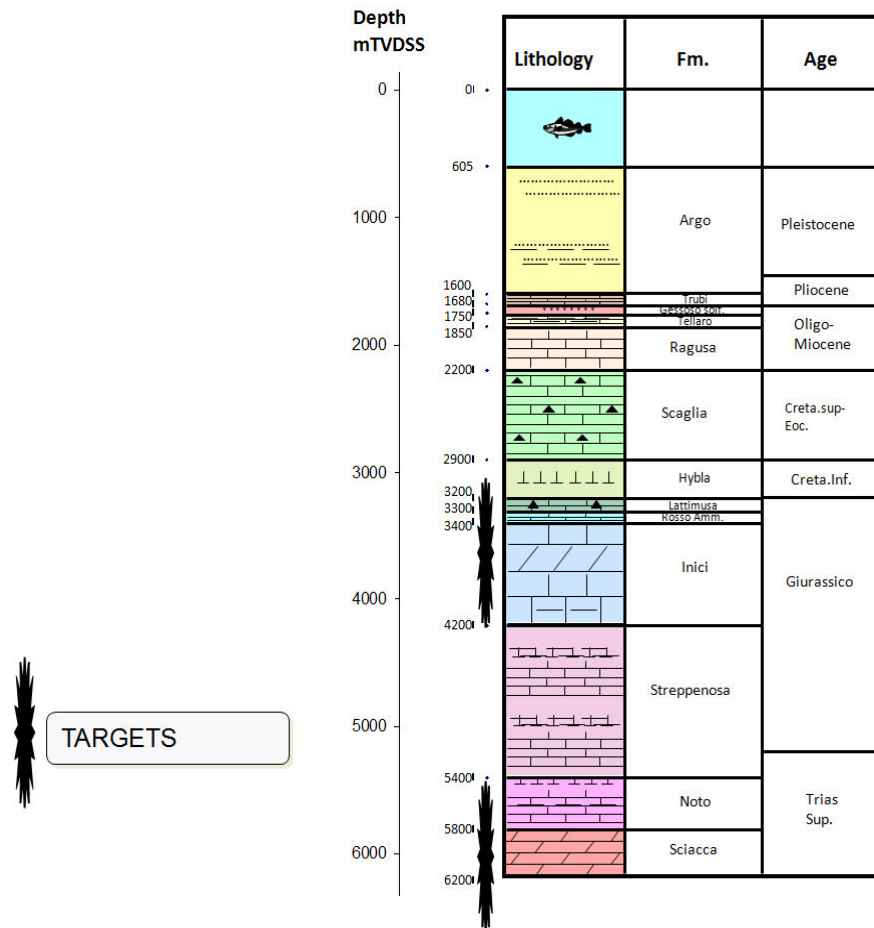 Depth
mTVDSS
Lithology
Fm.
Age
0
0
605
1000
Argo
Pleistocene
1600
Pliocene
1680
Trubi
Gessoso solf.
1750
Tellaro
Oligo-
Miocene
1850
2000
Ragusa
2200
Scaglia
Creta.sup-
Eoc.
2900
3000
Hybla
Creta.Inf.
3200
Lattimusa
3300
Rosso Amm.
3400
Inici
Giurassico
4000
4200
Streppenosa
5000
TARGETS
5400
Noto
Trias
Sup.
5800
Sciacca
6000
6200